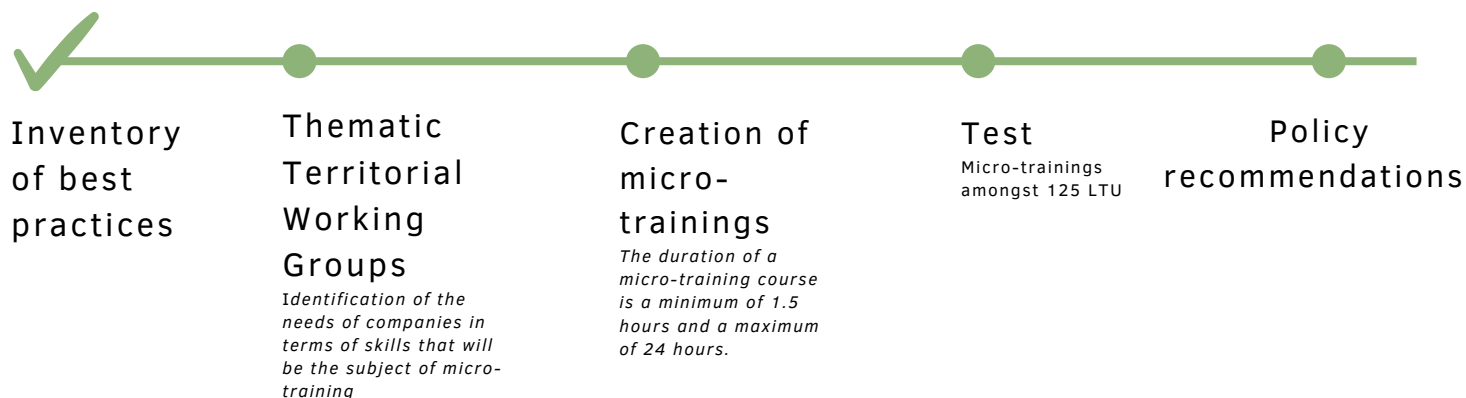 Inventory
of best
practices
Thematic
Territorial
Working
Groups
Identification of the
needs of companies in
terms of skills that will
be the subject of micro-
training
Creation of
micro-
trainings
The duration of a
micro-training course
is a minimum of 1.5
hours and a maximum
of 24 hours.
Test
Micro-trainings
amongst 125 LTU
Policy
recommendations